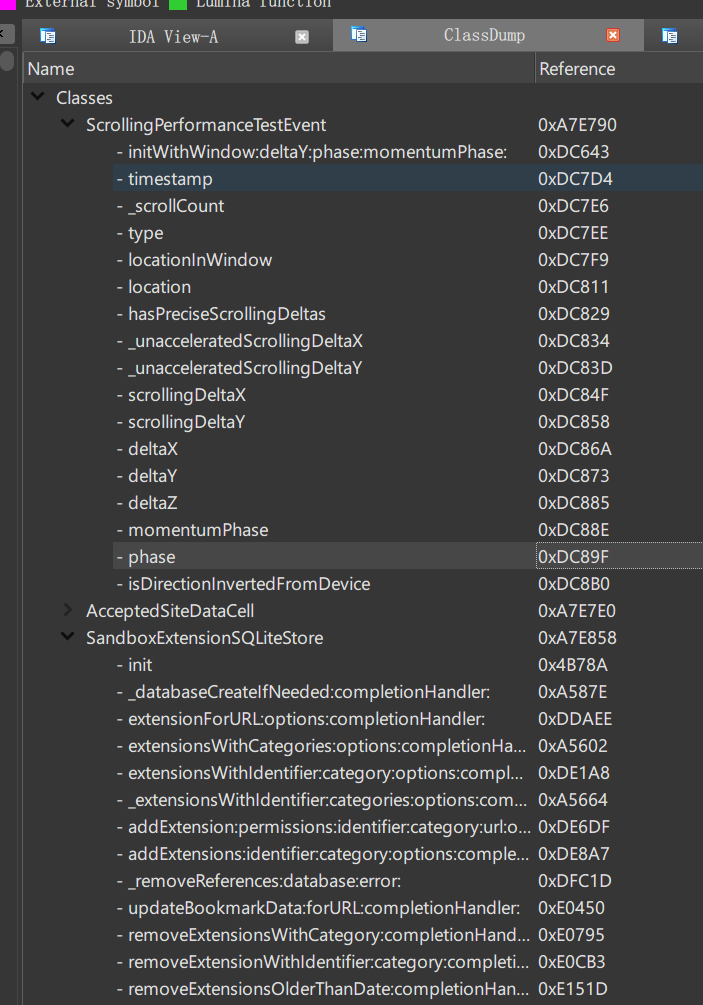 External symbol Lumina function
IDA View-A ClassDump
Name Reference
Classes
ScrollingPerformanceTestEvent 0xA7E790
- initWithWindow:deltaY:phase:momentumPhase: 0xDC643
- timestamp 0xDC7D4
- _scrollCount 0xDC7E6
- type 0xDC7EE
- locationInWindow 0xDC7F9
- location 0xDC811
- hasPreciseScrollingDeltas 0xDC829
- _unacceleratedScrollingDeltaX 0xDC834
- _unacceleratedScrollingDeltaY 0xDC83D
- scrollingDeltaX 0xDC84F
- scrollingDeltaY 0xDC858
- deltaX 0xDC86A
- deltaY 0xDC873
- deltaZ 0xDC885
- momentumPhase 0xDC88E
- phase 0xDC89F
- isDirectionInvertedFromDevice 0xDC8B0
AcceptedSiteDataCell 0xA7E7E0
SandboxExtensionSQLiteStore 0xA7E858
- init 0x4B78A
- _databaseCreateIfNeeded:completionHandler: 0xA587E
- extensionForURL:options:completionHandler: 0xDDAEE
- extensionsWithCategories:options:completionHa... 0xA5602
- extensionsWithIdentifier:category:options:compl... 0xDE1A8
- _extensionsWithIdentifier:categories:options:com... 0xA5664
- addExtension:permissions:identifier:category:url:o... 0xDE6DF
- addExtensions:identifier:category:options:comple... 0xDE8A7
- _removeReferences:database:error: 0xDFC1D
- updateBookmarkData:forURL:completionHandler: 0xE0450
- removeExtensionsWithCategory:completionHand... 0xE0795
- removeExtensionWithIdentifier:category:completi... 0xE0CB3
- removeExtensionsOlderThanDate:completionHan... 0xE151D